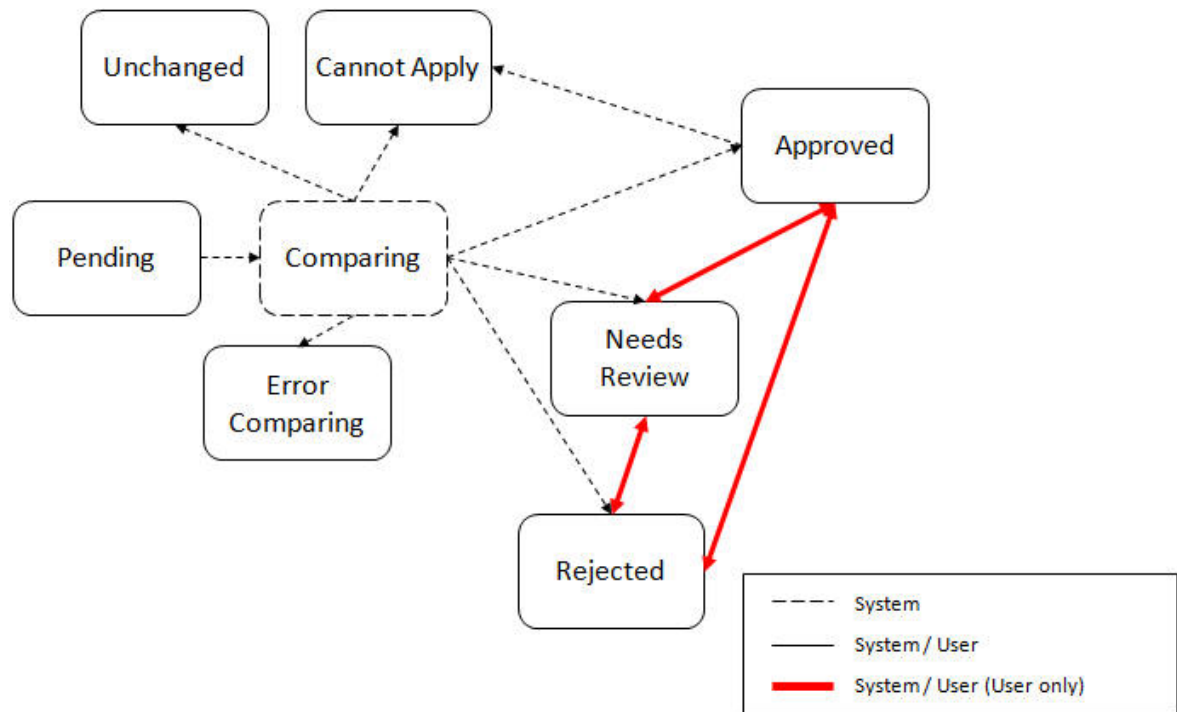 Unchanged
Cannot Apply
Approved
Pending
Comparing
Needs
Review
Error
Comparing
Rejected
System
System / User
System / User (User only)